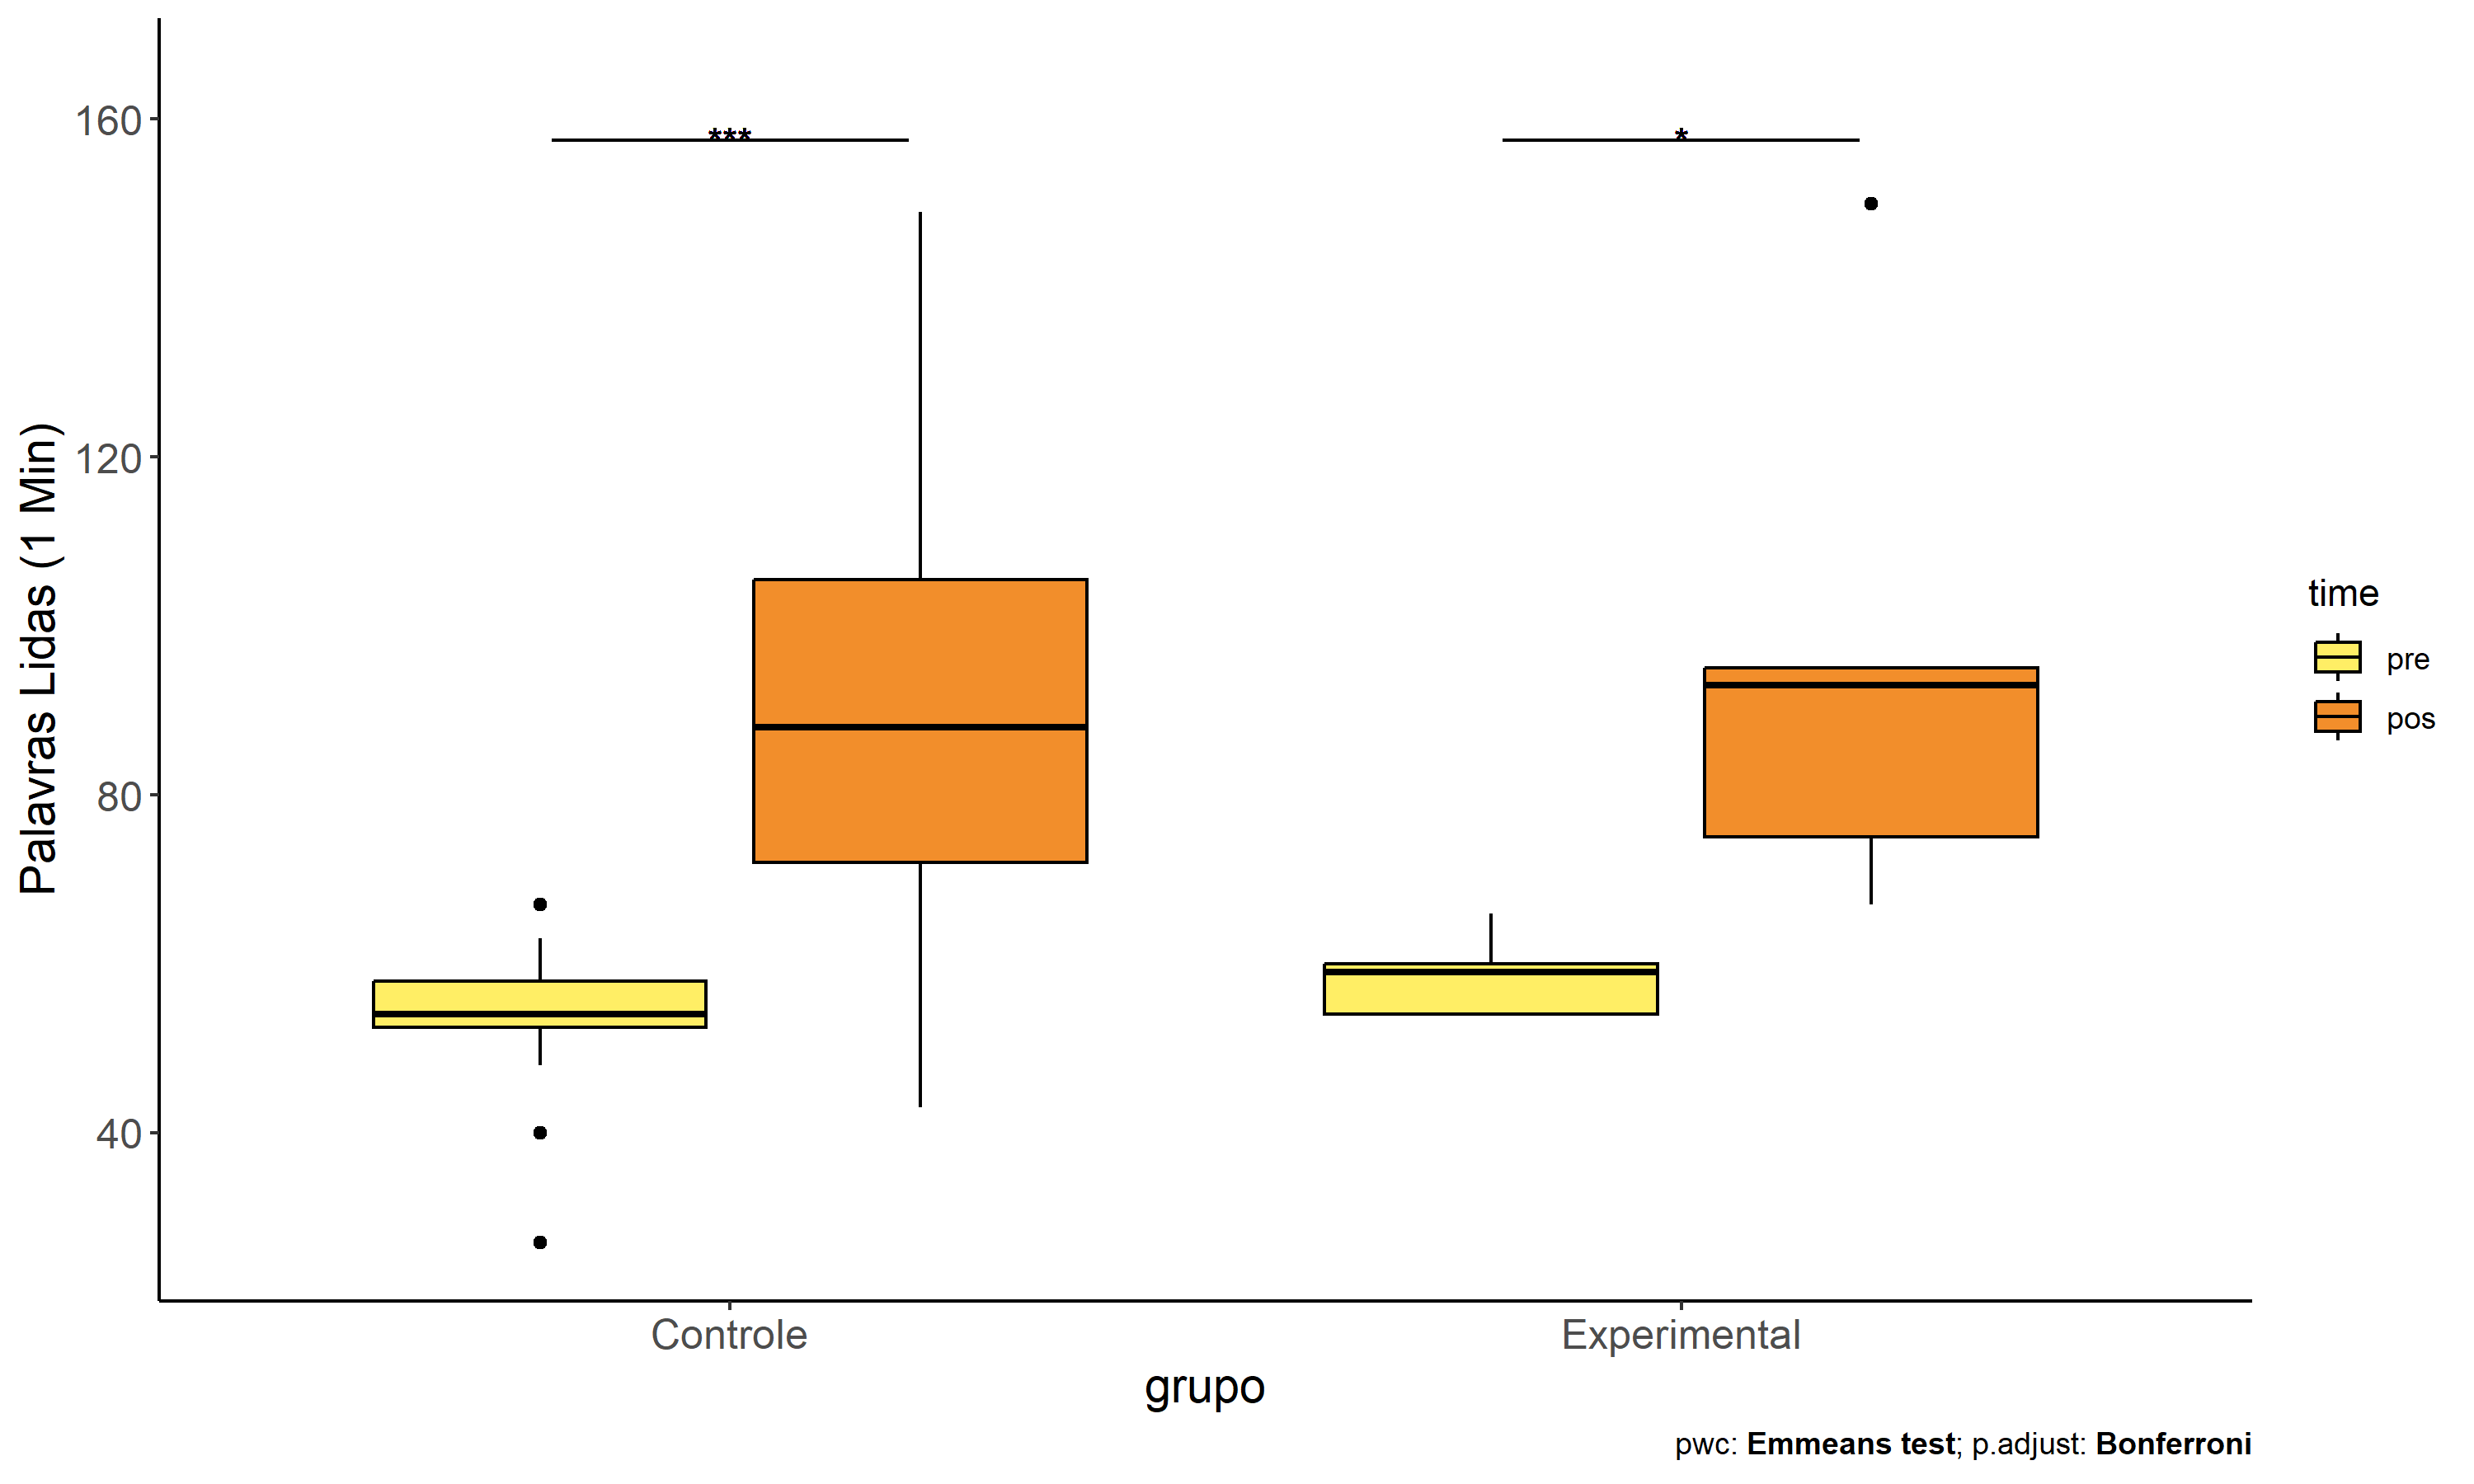 Palavras Lidas (1 Min)
160
120
80
40
***
*
Controle
Experimental
grupo
time
pre
pos
pwc: Emmeans test; p.adjust: Bonferroni